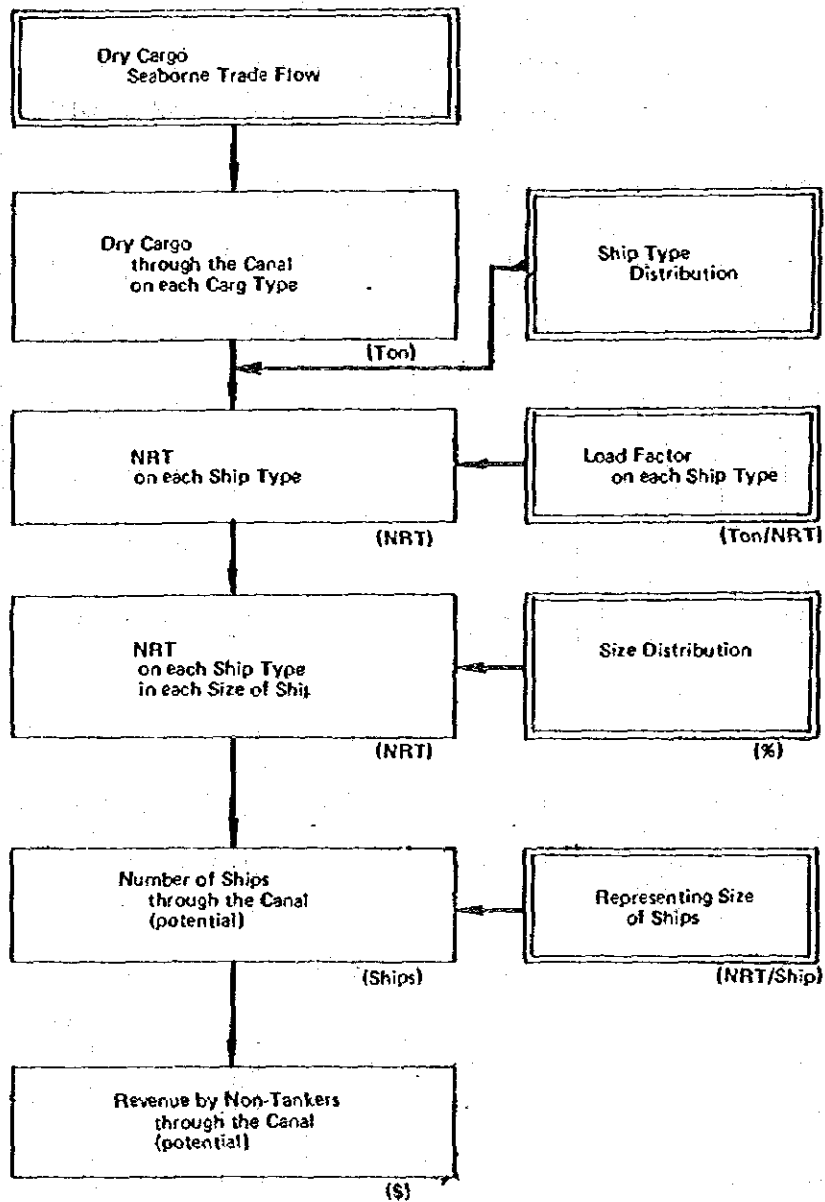 Dry Cargo
Seaborne Trade Flow
Dry Cargo
through the Canal
on each Carg Type
(Ton)
Ship Type
Distribution
NRT
on each Ship Type
(NRT)
Load Factor
on each Ship Type
(Ton/NRT)
NRT
on each Ship Type
in each Size of Ship
(NRT)
Size Distribution
(%)
Number of Ships
through the Canal
(potential)
(Ships)
Representing Size
of Ships
(NRT/Ship)
Revenue by Non-Tankers
through the Canal
(potential)
($)